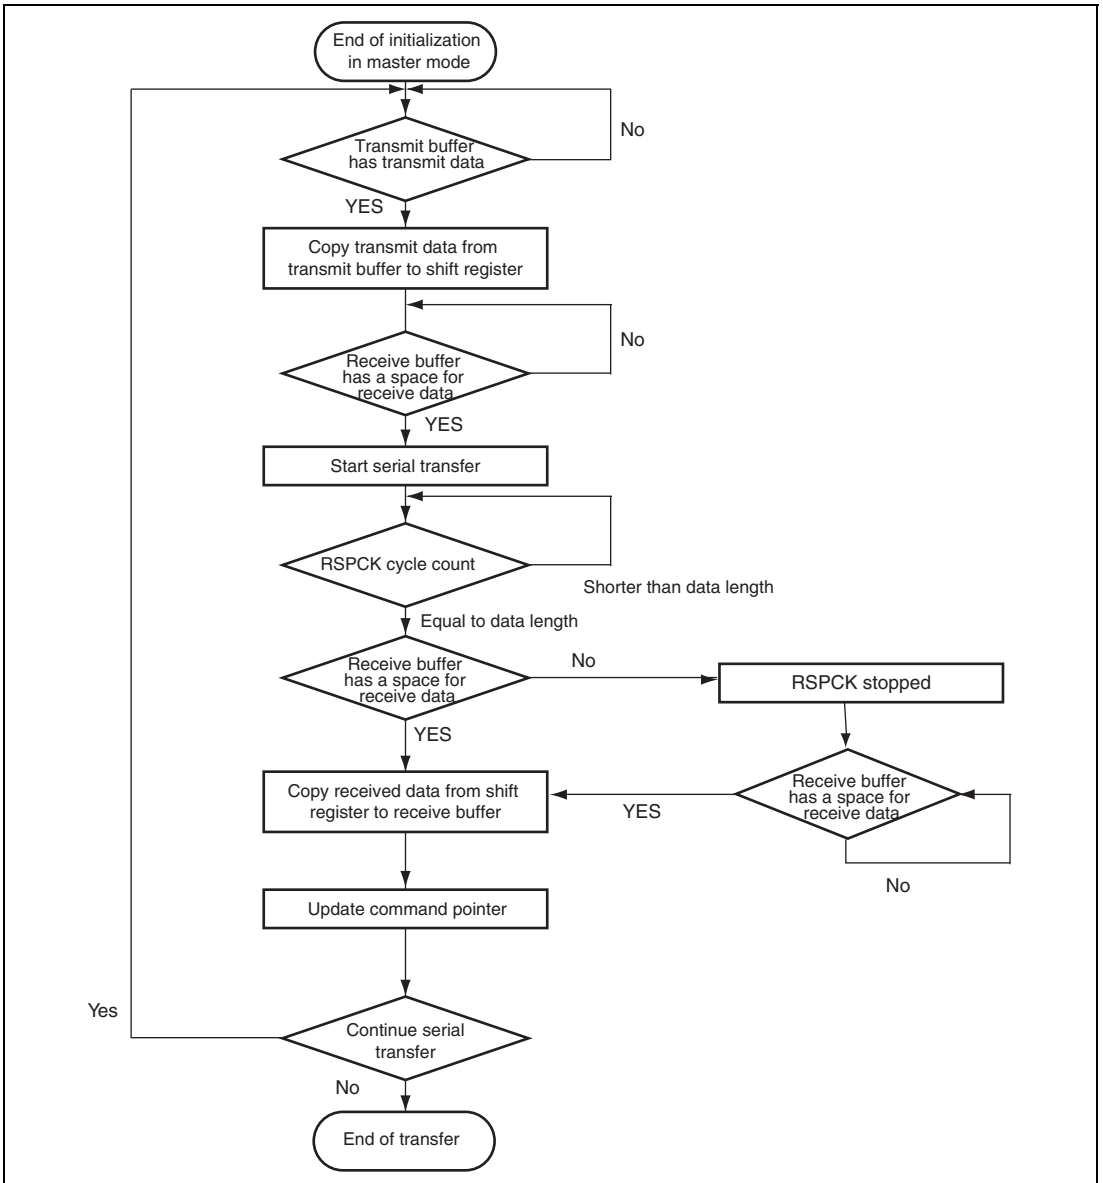 End of initialization
in master mode
No
Transmit buffer
has transmit data
YES
Copy transmit data from
transmit buffer to shift register
No
Receive buffer
has a space for
receive data
YES
Start serial transfer
RSPCK cycle count
Shorter than data length
Equal to data length
Receive buffer
has a space for
receive data
No
RSPCK stopped
YES
Copy received data from shift
register to receive buffer
YES
Receive buffer
has a space for
receive data
No
Update command pointer
Yes
Continue serial
transfer
No
End of transfer